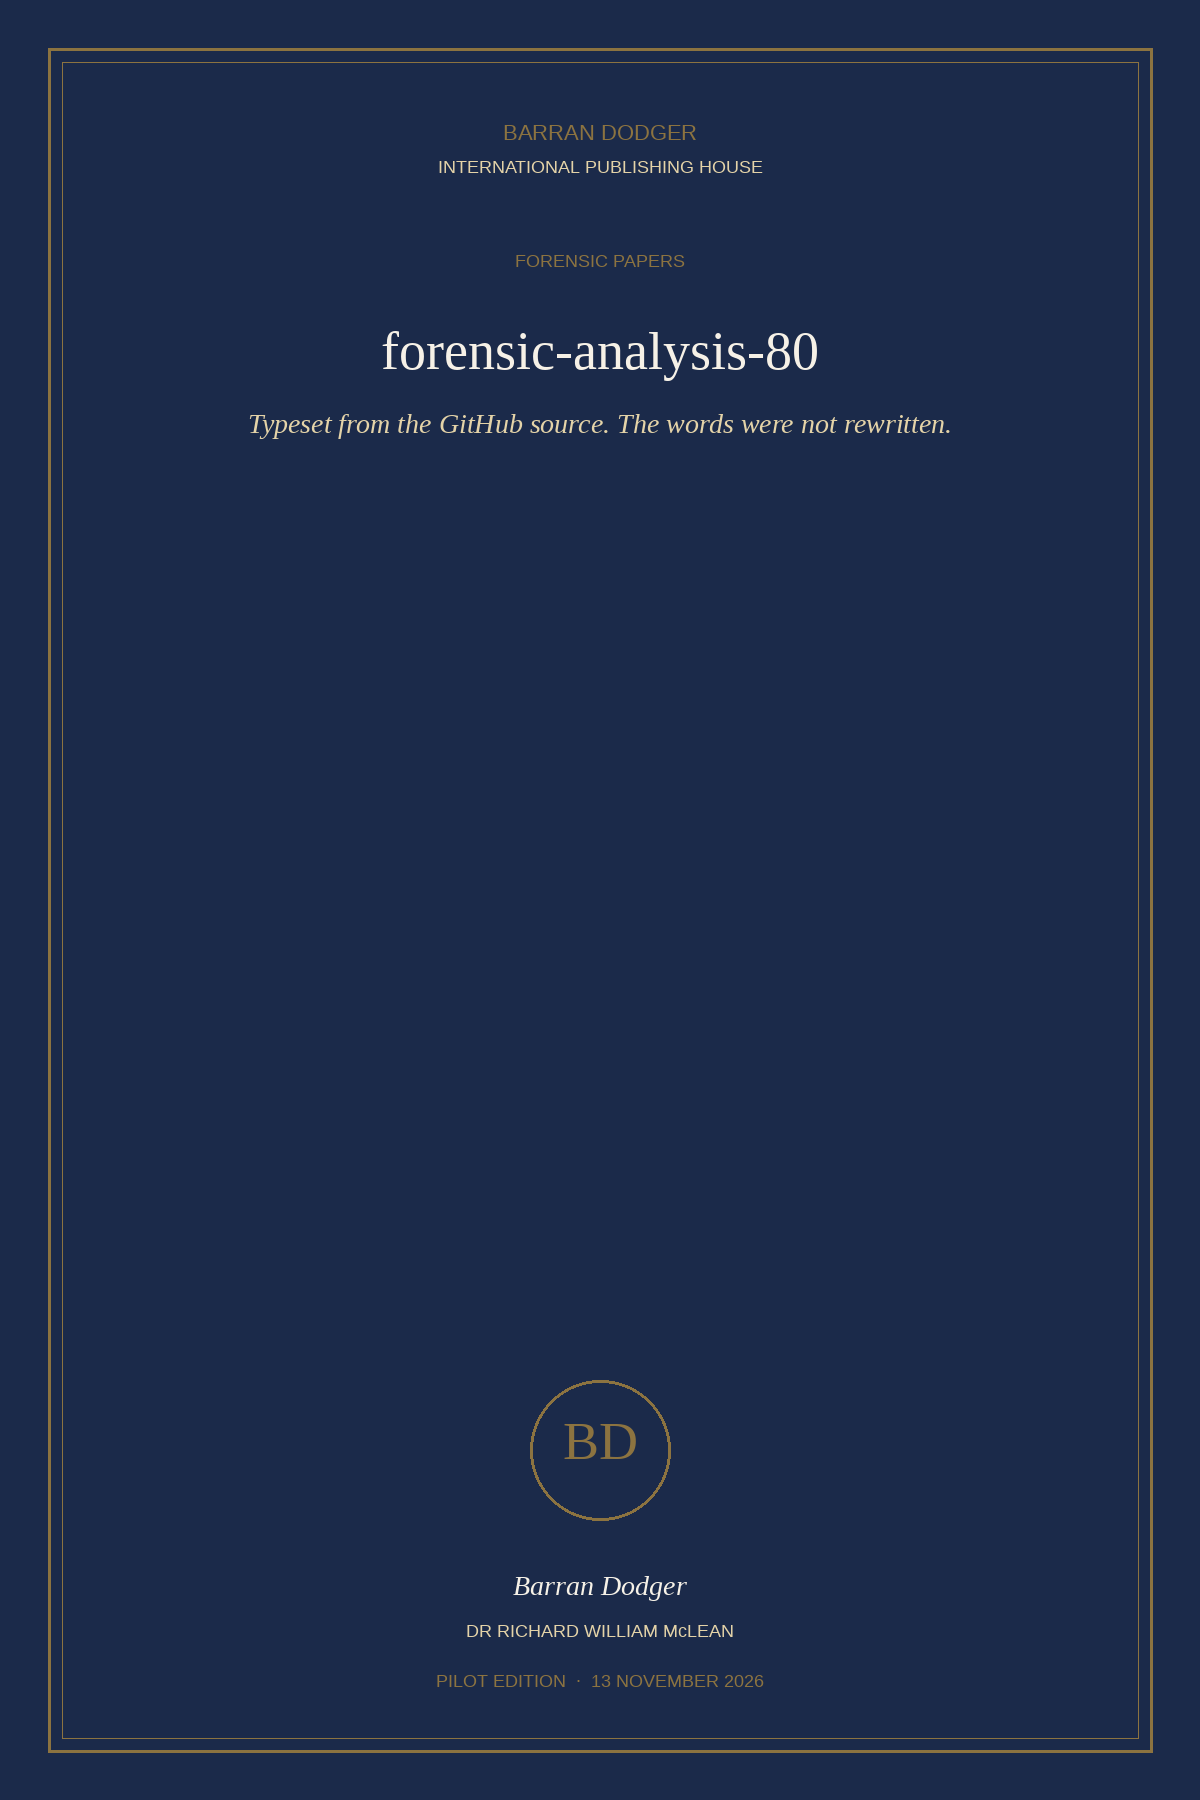 BARRAN DODGER
INTERNATIONAL PUBLISHING HOUSE
FORENSIC PAPERS
forensic-analysis-80
Typeset from the GitHub source. The words were not rewritten.
BD
Barran Dodger
DR RICHARD WILLIAM McLEAN
PILOT EDITION · 13 NOVEMBER 2026